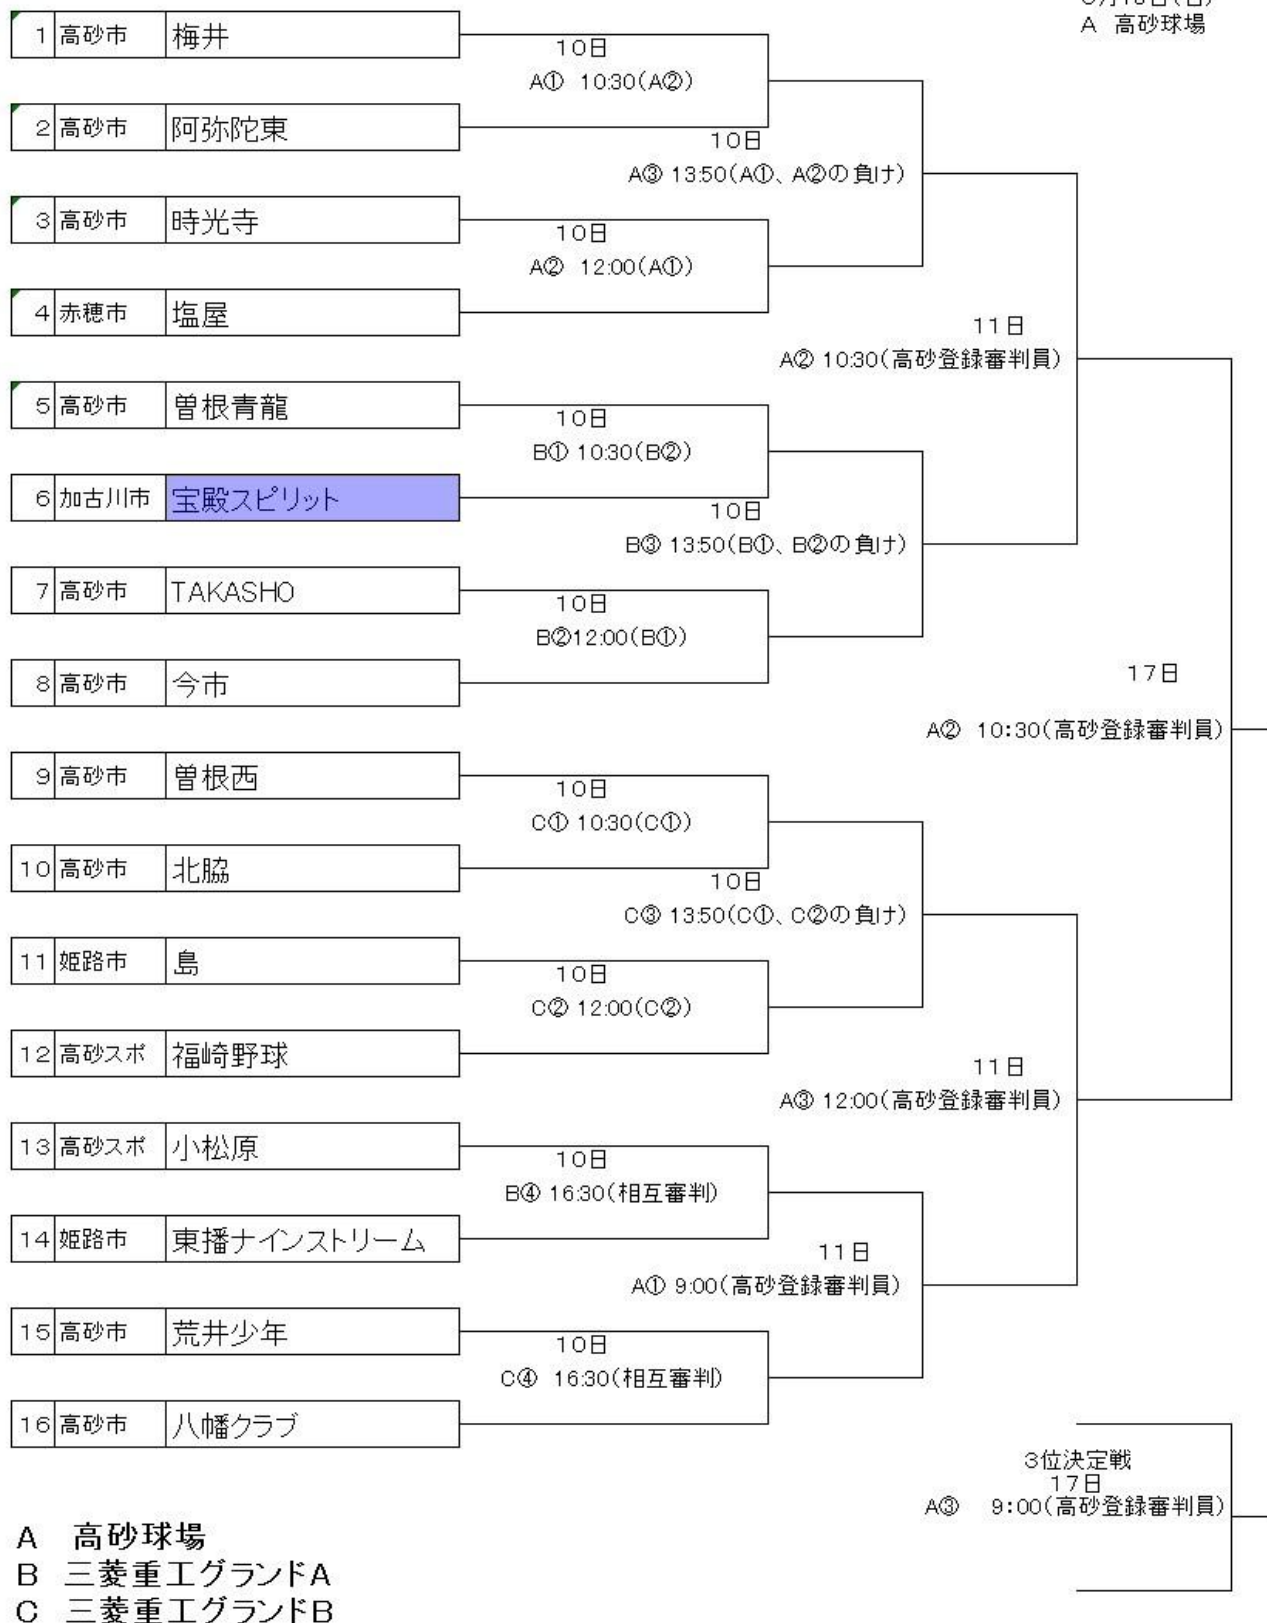 A 高砂球場
1 高砂市 梅井
10日
A① 10:30(A②)
2 高砂市 阿弥陀東
10日
A③ 13:50(A①、A②の負け)
3 高砂市 時光寺
10日
A② 12:00(A①)
4 赤穂市 塩屋
11日
A② 10:30(高砂登録審判員)
5 高砂市 曽根青龍
10日
B① 10:30(B②)
6 加古川市 宝殿スピリット
10日
B③ 13:50(B①、B②の負け)
7 高砂市 TAKASHO
10日
B②12:00(B①)
8 高砂市 今市
17日
A② 10:30(高砂登録審判員)
9 高砂市 曽根西
10日
C① 10:30(C①)
10 高砂市 北脇
10日
C③ 13:50(C①、C②の負け)
11 姫路市 島
10日
C② 12:00(C②)
12 高砂スポ 福崎野球
11日
A③ 12:00(高砂登録審判員)
13 高砂スポ 小松原
10日
B④ 16:30(相互審判)
14 姫路市 東播ナインストリーム
11日
A① 9:00(高砂登録審判員)
15 高砂市 荒井少年
10日
C④ 16:30(相互審判)
16 高砂市 八幡クラブ
3位決定戦
17日
A③ 9:00(高砂登録審判員)
A 高砂球場
B 三菱重工グランドA
C 三菱重工グランドB